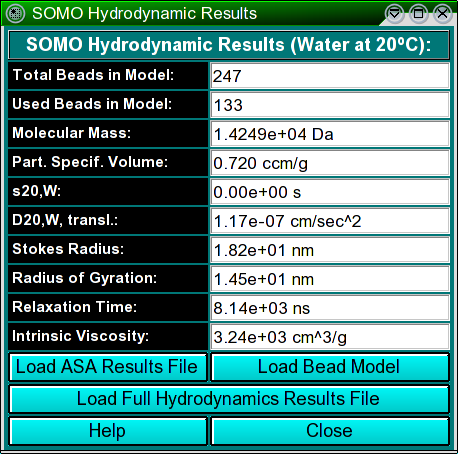 SOMO Hydrodynamic Results
SOMO Hydrodynamic Results (Water at 20ºC):
Total Beads in Model: 247
Used Beads in Model: 133
Molecular Mass: 1.4249e+04 Da
Part. Specif. Volume: 0.720 ccm/g
s20,W: 0.00e+00 s
D20,W, transl.: 1.17e-07 cm/sec^2
Stokes Radius: 1.82e+01 nm
Radius of Gyration: 1.45e+01 nm
Relaxation Time: 8.14e+03 ns
Intrinsic Viscosity: 3.24e+03 cm^3/g
Load ASA Results File Load Bead Model
Load Full Hydrodynamics Results File
Help Close